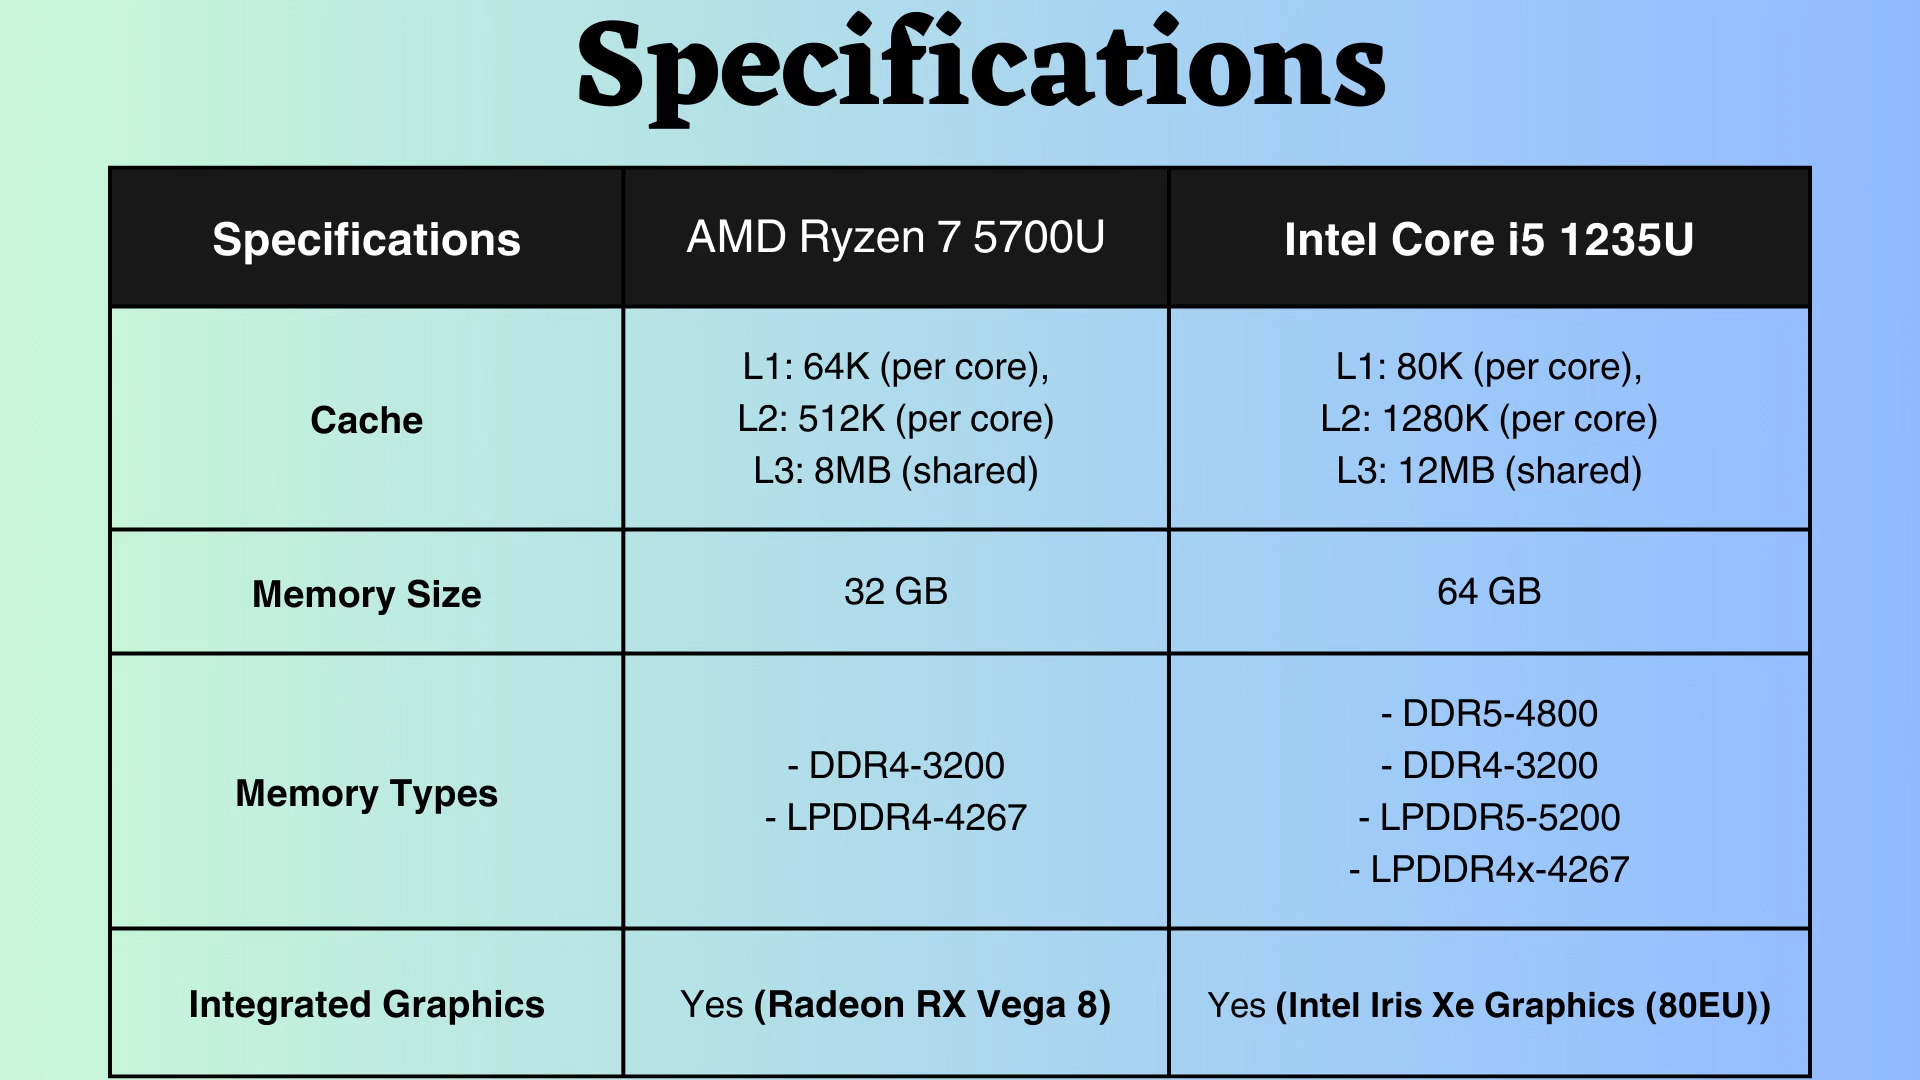 Specifications
Specifications
AMD Ryzen 7 5700U
Intel Core i5 1235U
Cache
L1: 64K (per core),
L2: 512K (per core)
L3: 8MB (shared)
L1: 80K (per core),
L2: 1280K (per core)
L3: 12MB (shared)
Memory Size
32 GB
64 GB
Memory Types
- DDR4-3200
- LPDDR4-4267
- DDR5-4800
- DDR4-3200
- LPDDR5-5200
- LPDDR4x-4267
Integrated Graphics
Yes (Radeon RX Vega 8)
Yes (Intel Iris Xe Graphics (80EU))